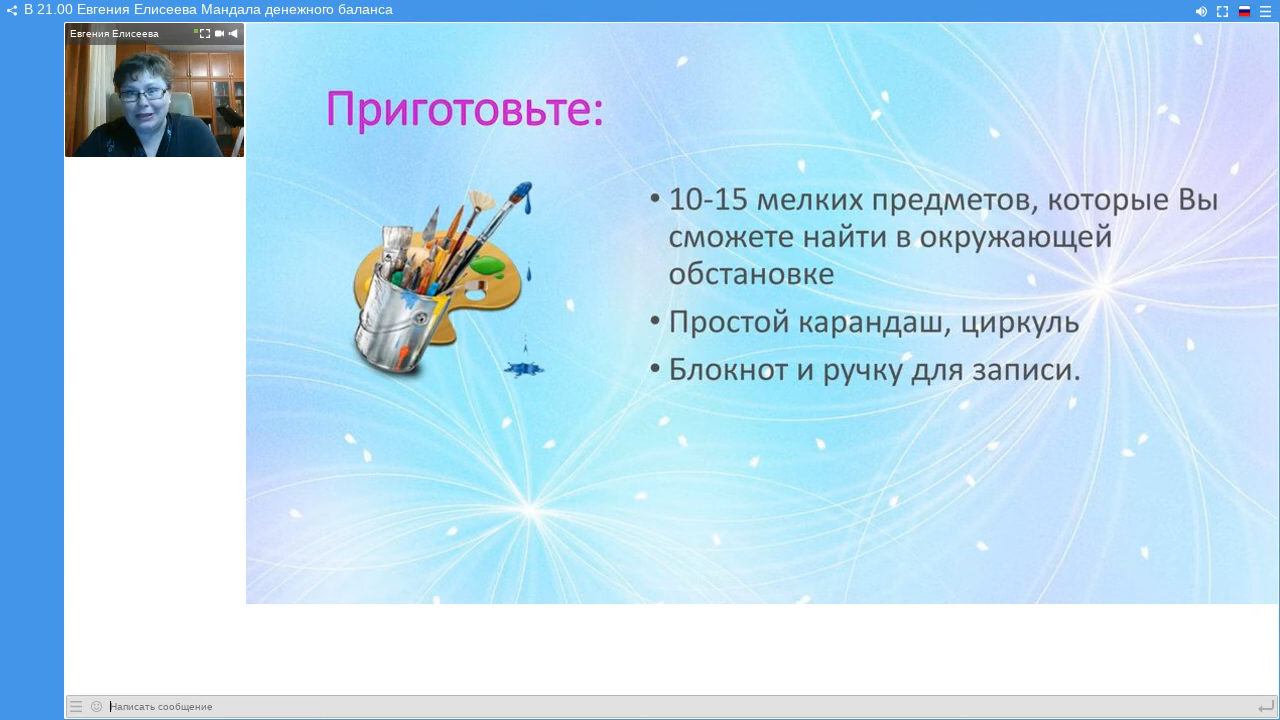 В 21.00 Евгения Елисеева Мандала денежного баланса
Евгения Елисеева
Приготовьте:
• 10-15 мелких предметов, которые Вы
сможете найти в окружающей
обстановке
• Простой карандаш, циркуль
• Блокнот и ручку для записи.
Написать сообщение